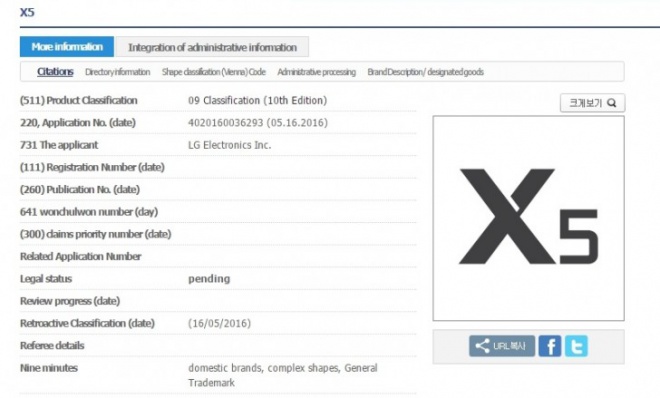 X5
More information
Integration of administrative information
Citations Directory information Shape classification (Vienna) Code Administrative processing Brand Description/ designated goods
(511) Product Classification 09 Classification (10th Edition)
크게보기
220, Application No. (date) 4020160036293 (05.16.2016)
731 The applicant LG Electronics Inc.
(111) Registration Number (date)
(260) Publication No. (date)
641 wonchulwon number (day)
(300) claims priority number (date)
Related Application Number
Legal status pending
Review progress (date)
Retroactive Classification (date) (16/05/2016)
Referee details
Nine minutes domestic brands, complex shapes, General
Trademark
X5
URL 복사 f t